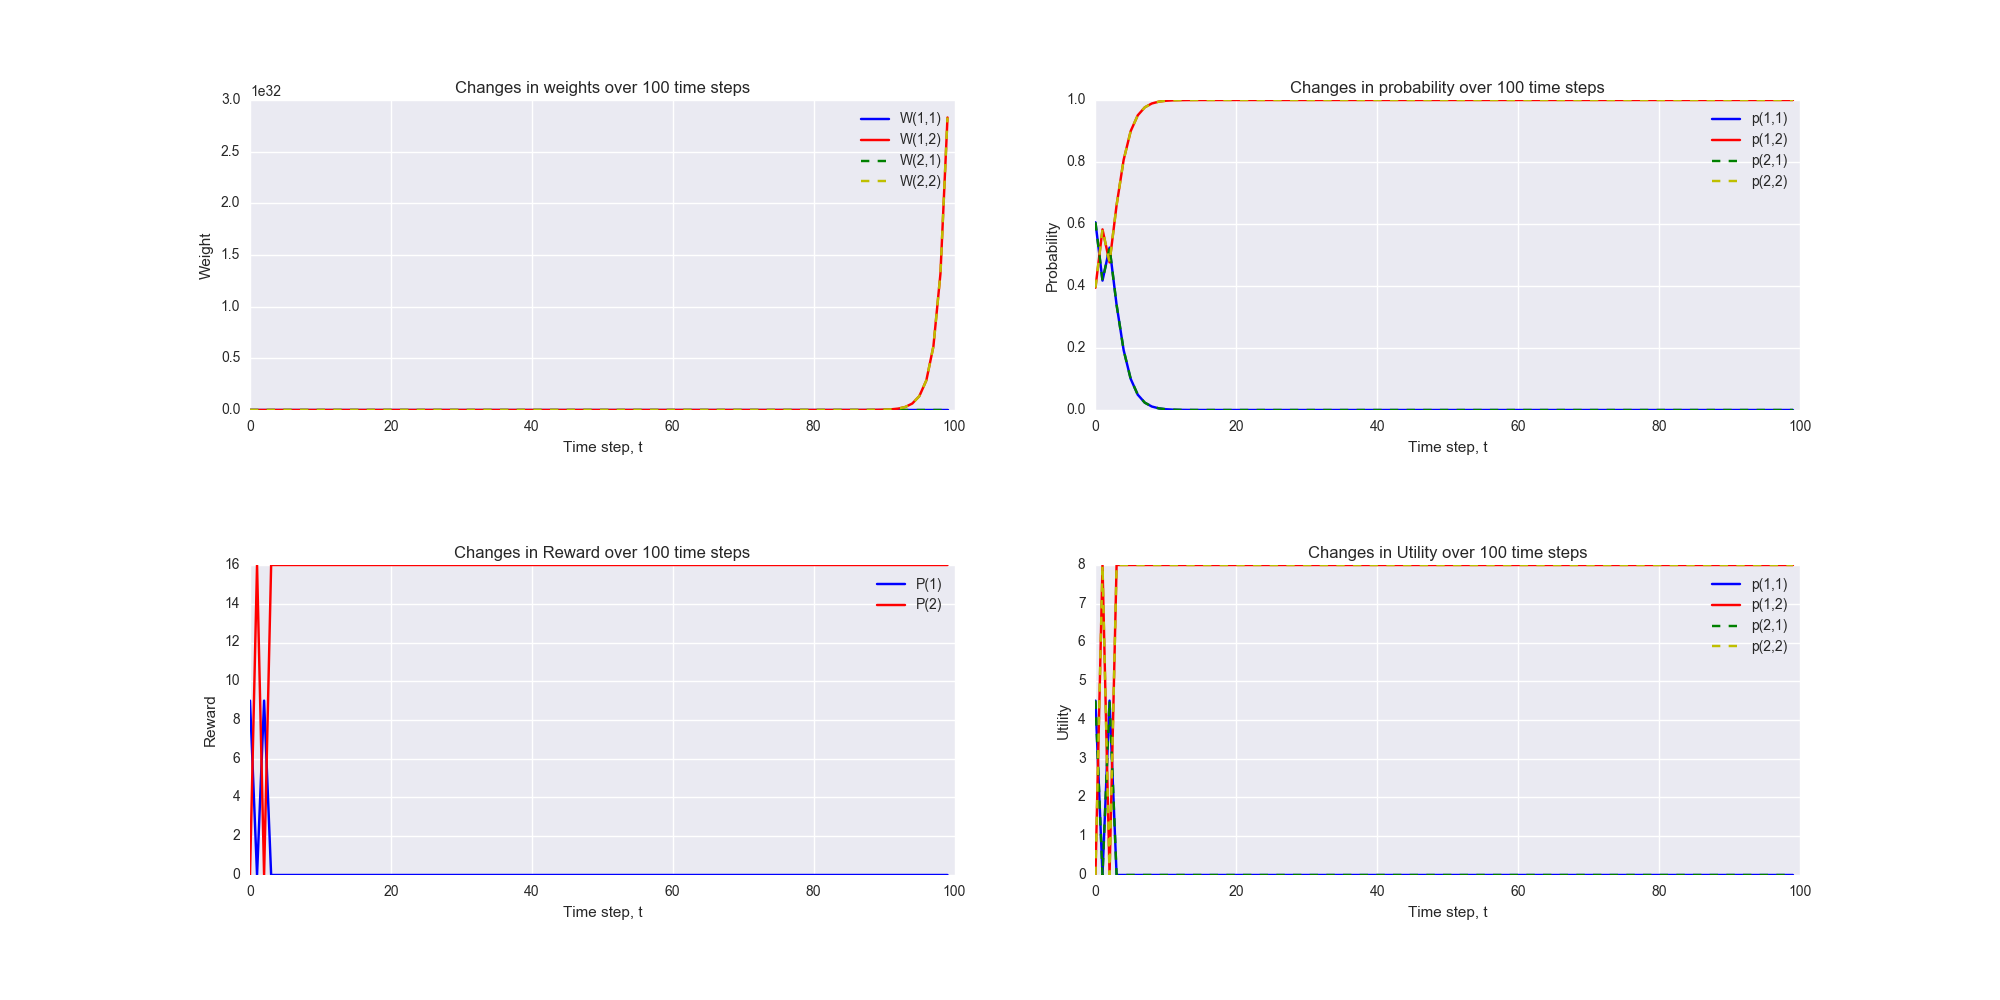 Changes in weights over 100 time steps
1e32
3.0
2.5
2.0
1.5
1.0
0.5
0.0
Weight
W(1,1)
W(1,2)
W(2,1)
W(2,2)
0 20 40 60 80 100
Time step, t
Changes in probability over 100 time steps
1.0
0.8
0.6
0.4
0.2
0.0
Probability
p(1,1)
p(1,2)
p(2,1)
p(2,2)
0 20 40 60 80 100
Time step, t
Changes in Reward over 100 time steps
16
14
12
10
8
6
4
2
0
Reward
P(1)
P(2)
0 20 40 60 80 100
Time step, t
Changes in Utility over 100 time steps
8
7
6
5
4
3
2
1
0
Utility
p(1,1)
p(1,2)
p(2,1)
p(2,2)
0 20 40 60 80 100
Time step, t